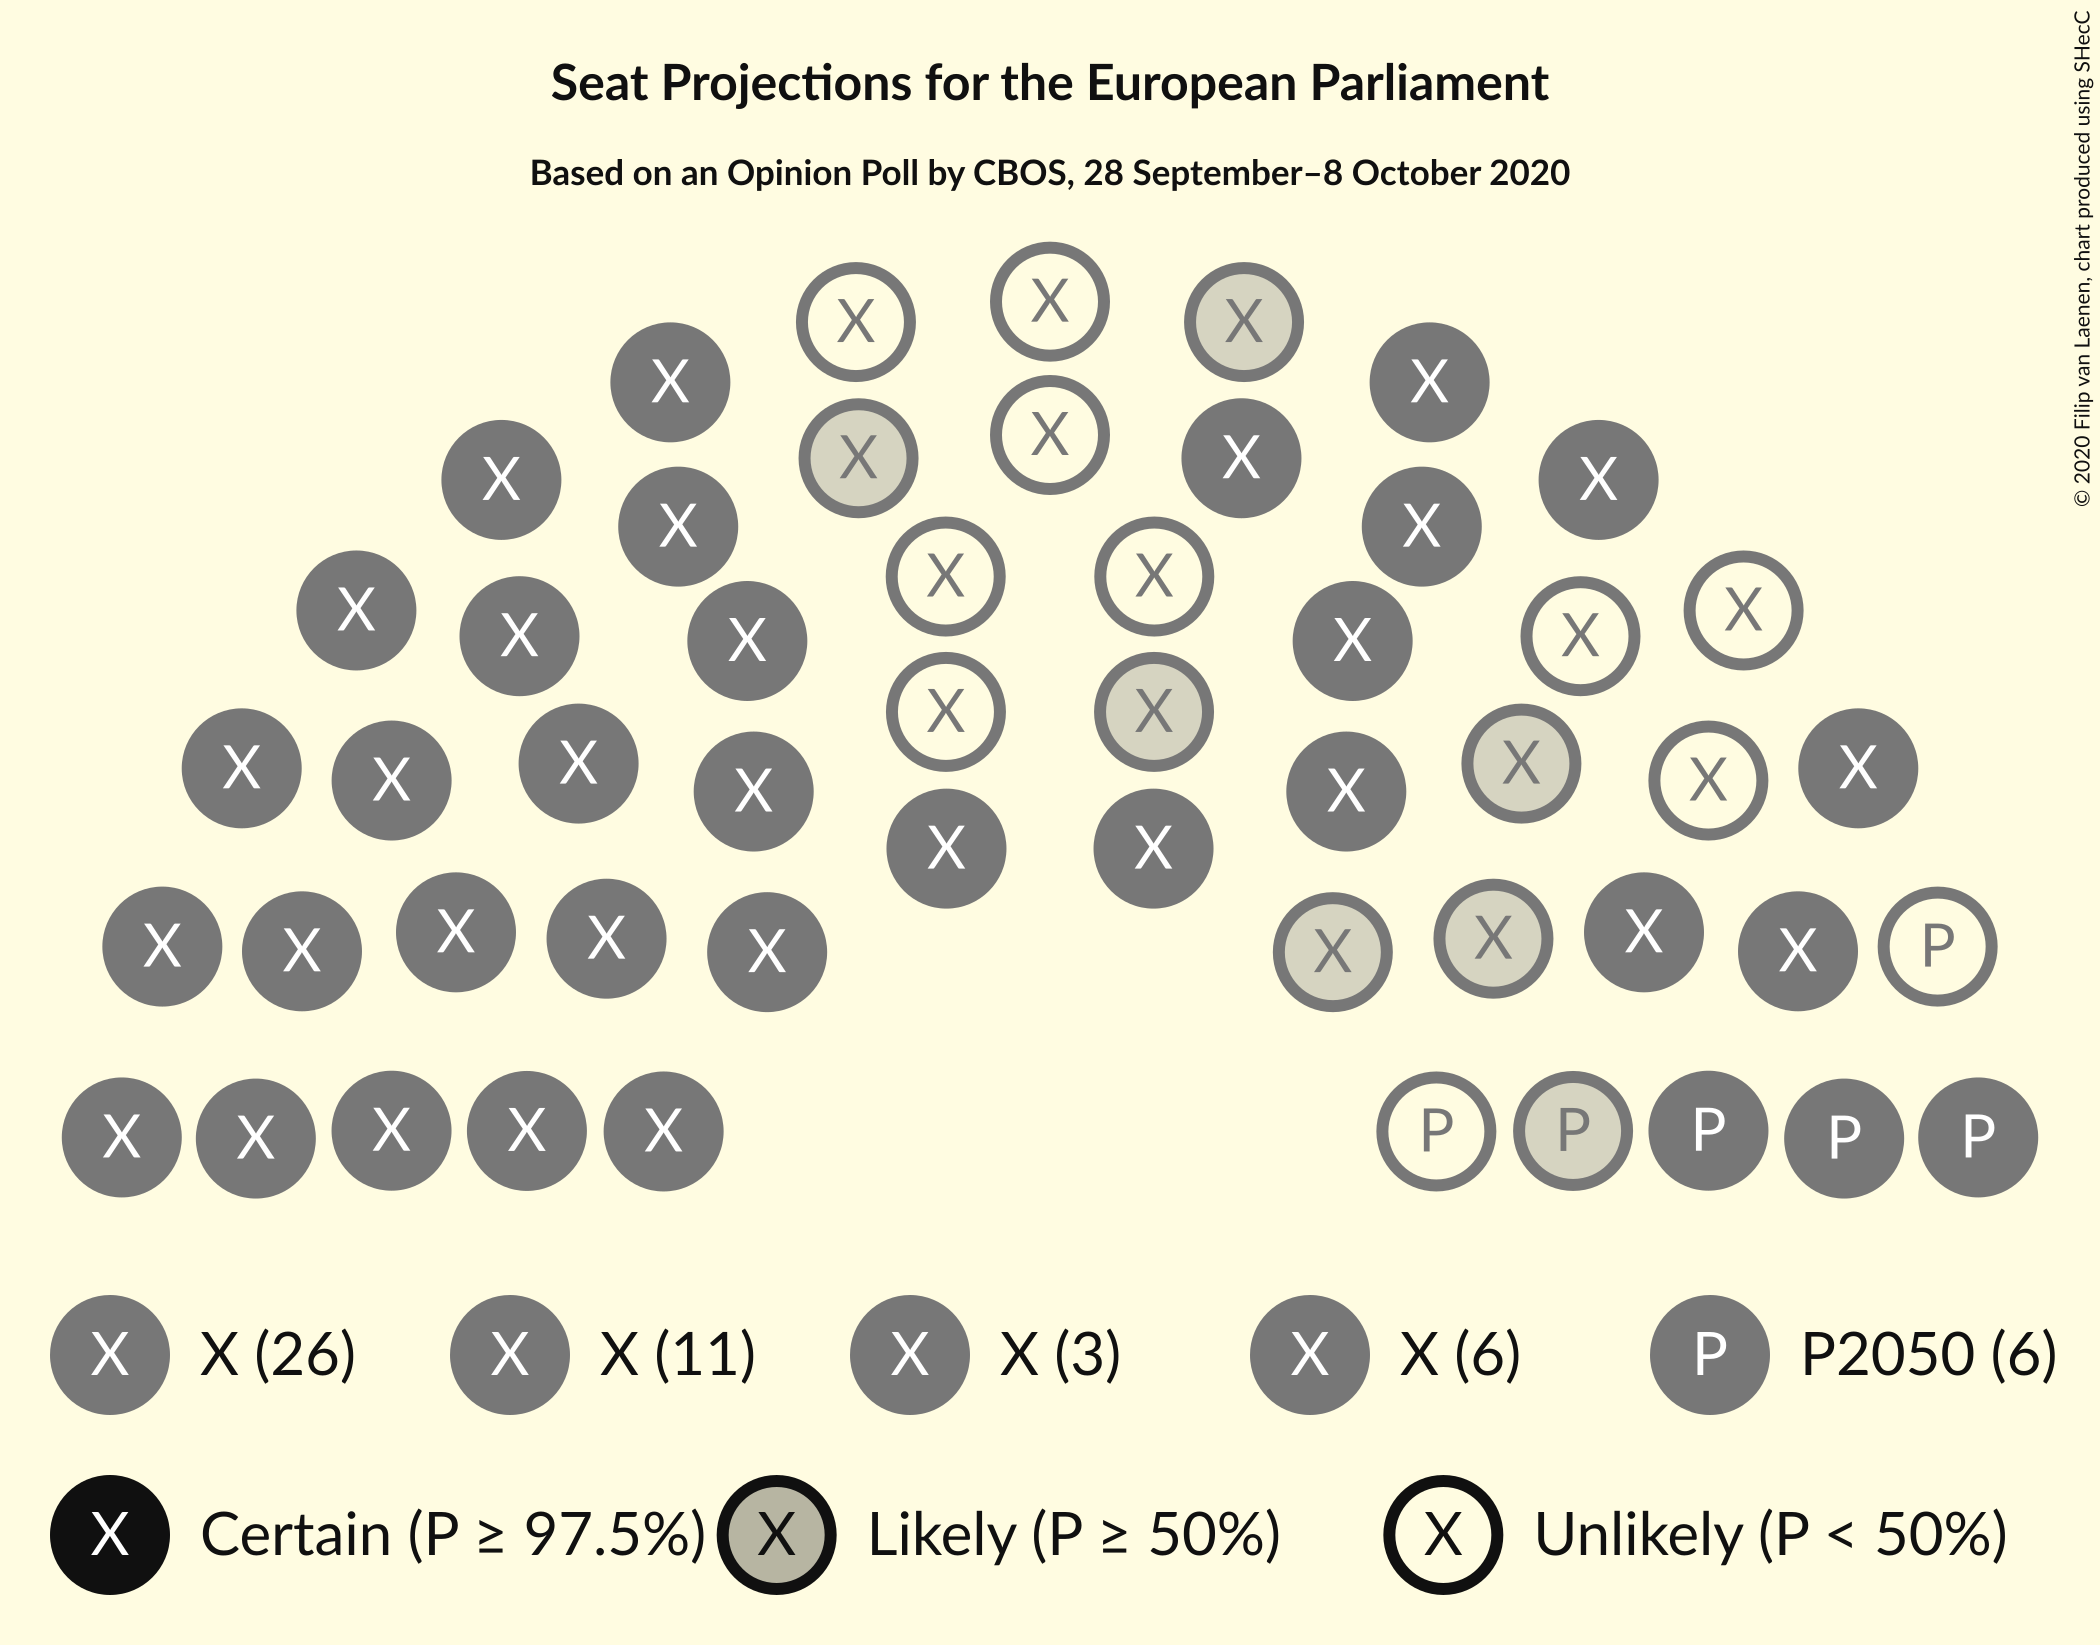 Seat Projections for the European Parliament
Based on an Opinion Poll by CBOS, 28 September–8 October 2020
© 2020 Filip van Laenen, chart produced using SHecC
X X X
X X
X X X X
X X
X X X X
X X
X X X X
X X
X X X X
X X X X X X
X X
X X X X X X X X X P
X X X X X P P P P P
X X (26) X X (11) X X (3) X X (6) P P2050 (6)
X Certain (P ≥ 97.5%) X Likely (P ≥ 50%) X Unlikely (P < 50%)